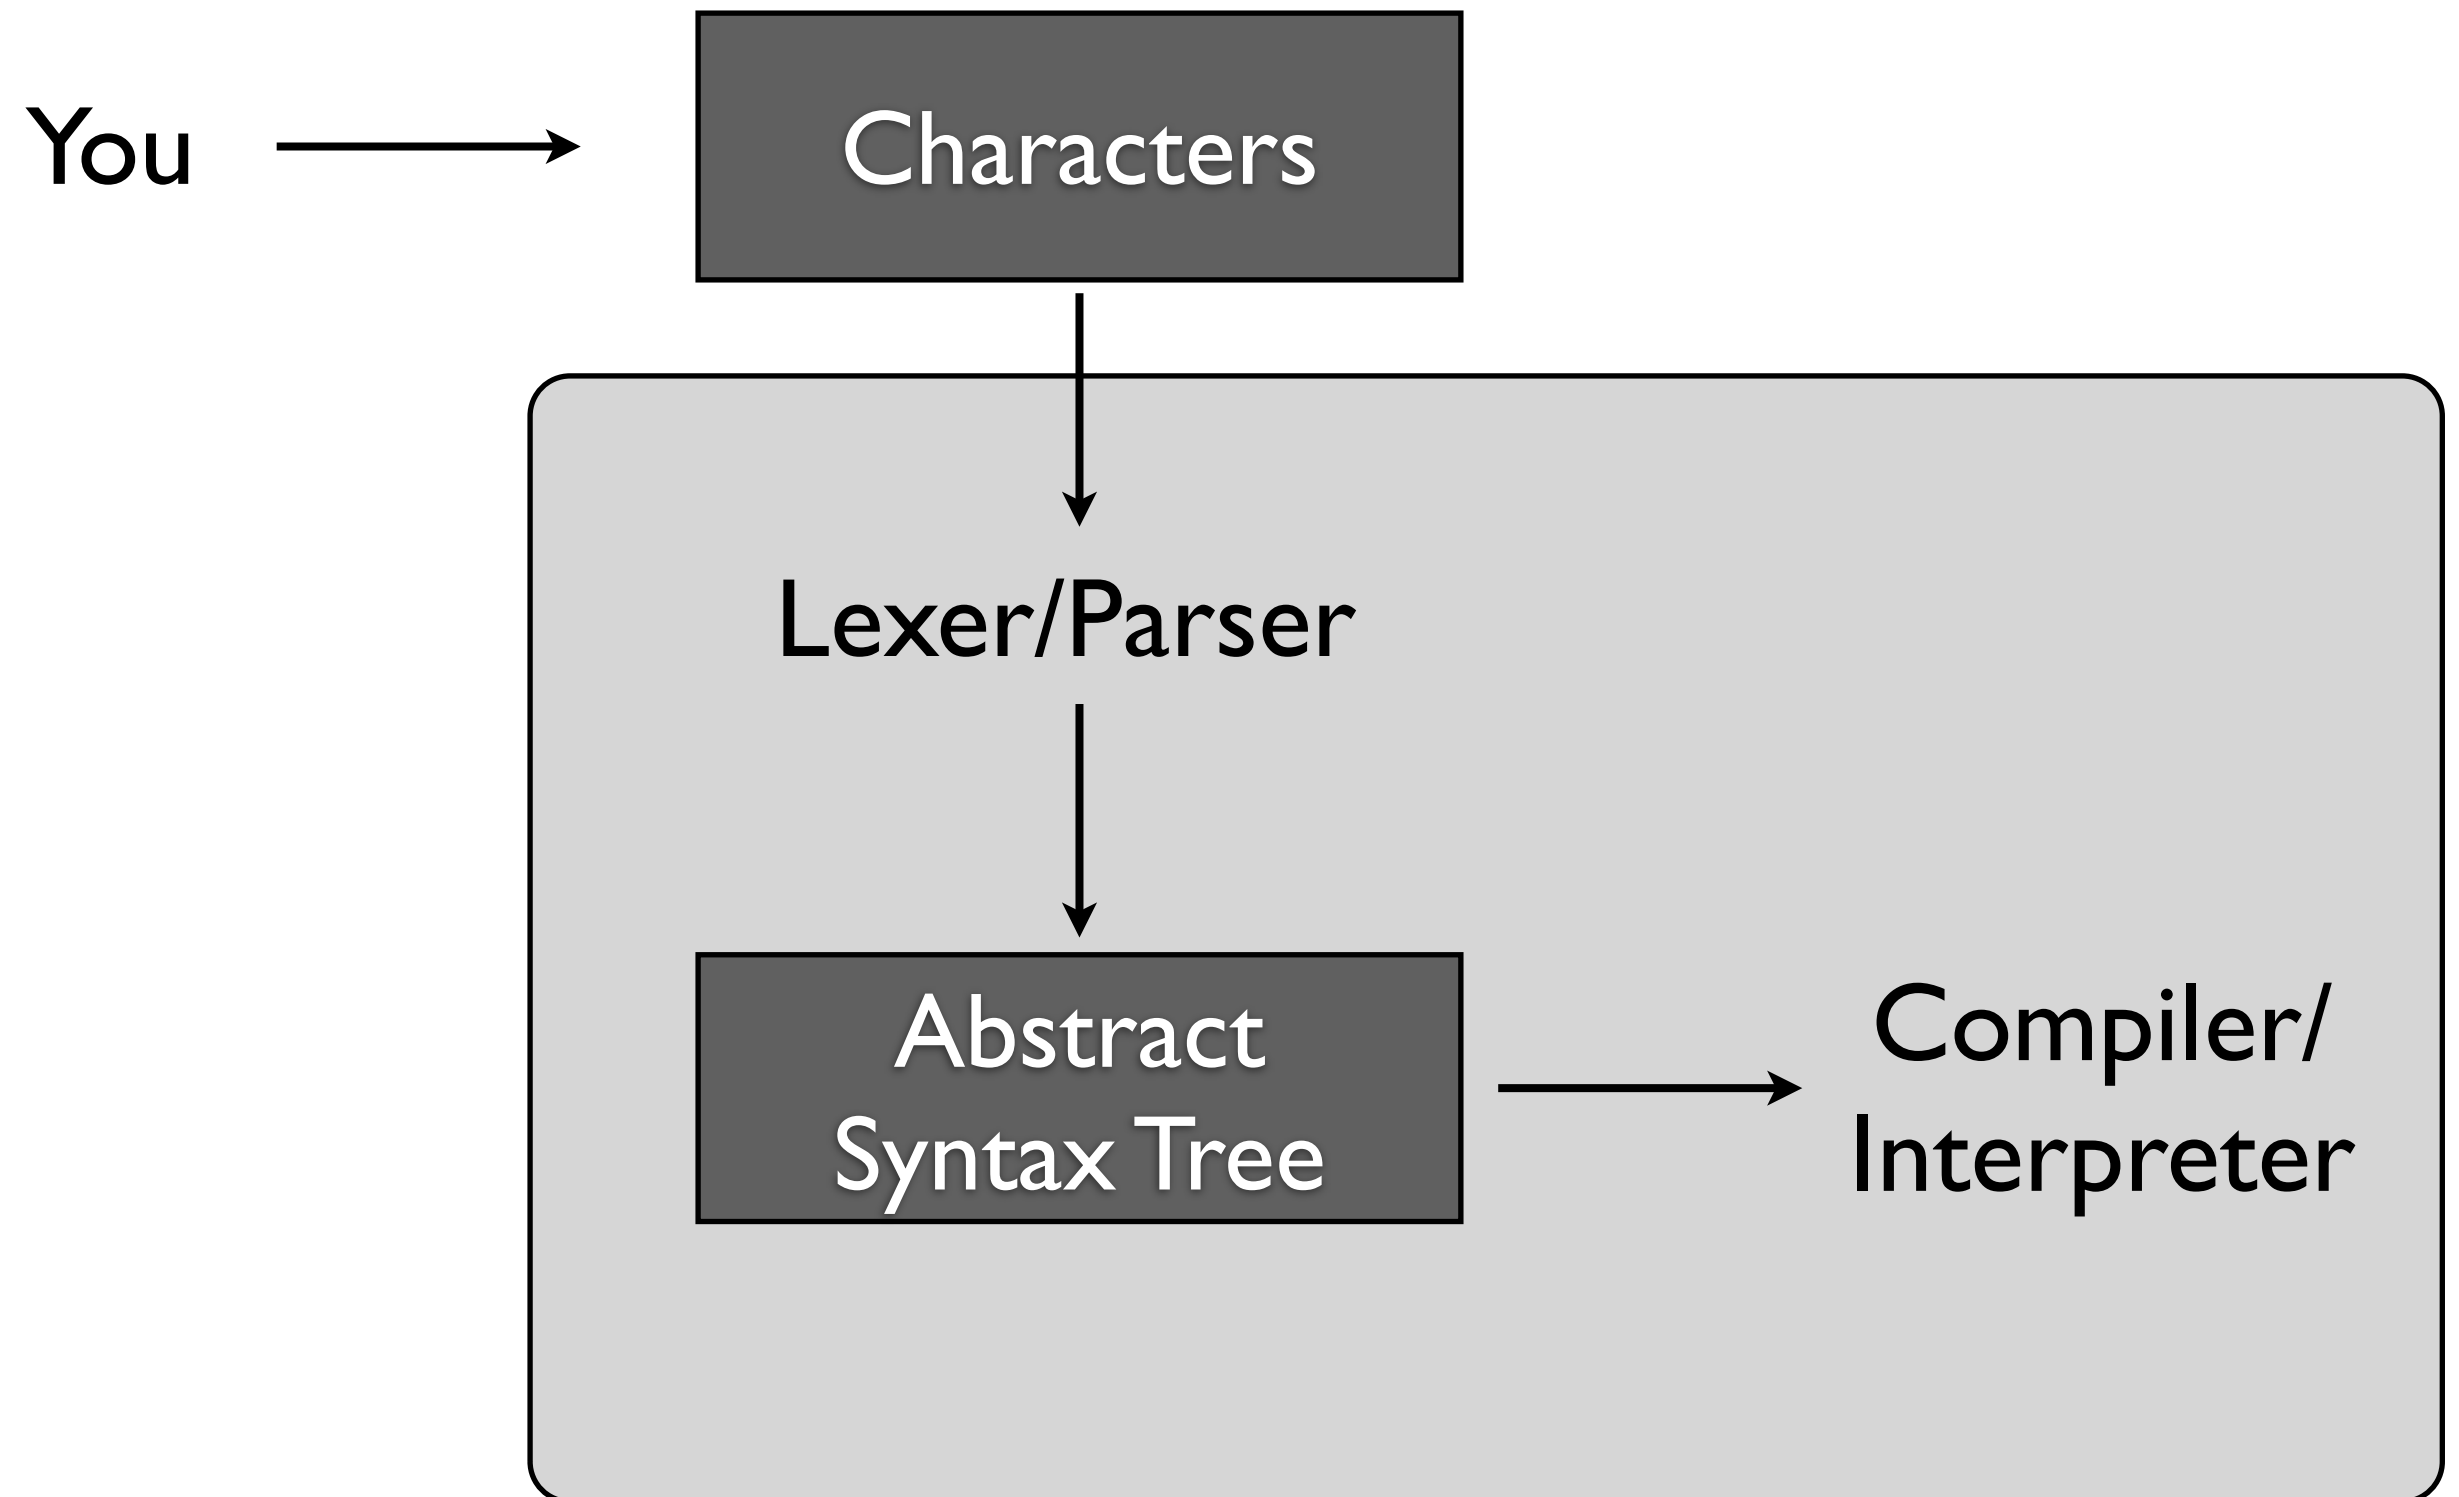 You
Characters
Lexer/Parser
Abstract
Syntax Tree
Compiler/
Interpreter